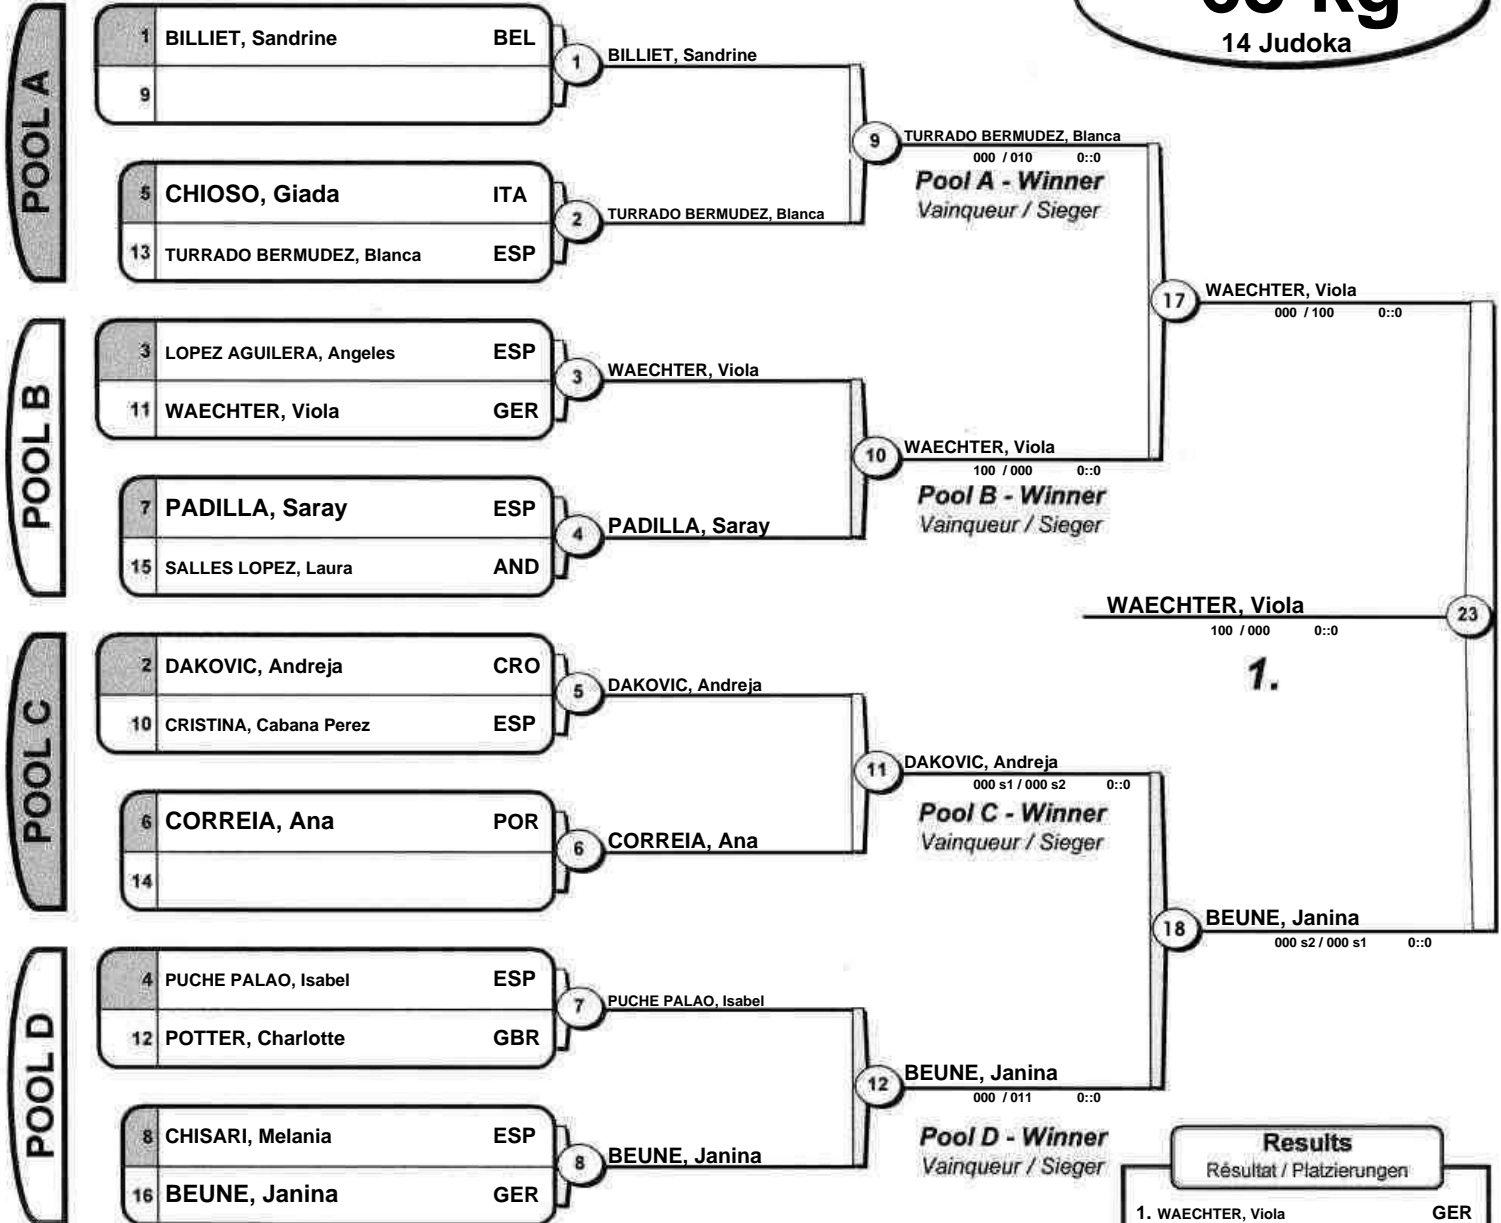 14 Judoka
POOL A
1 BILLIET, Sandrine BEL
9
1 BILLIET, Sandrine
5 CHIOSO, Giada ITA
13 TURRADO BERMUDEZ, Blanca ESP
2 TURRADO BERMUDEZ, Blanca
9 TURRADO BERMUDEZ, Blanca
000 / 010 0::0
Pool A - Winner
Vainqueur / Sieger
POOL B
3 LOPEZ AGUILERA, Angeles ESP
11 WAECHTER, Viola GER
3 WAECHTER, Viola
7 PADILLA, Saray ESP
15 SALLES LOPEZ, Laura AND
4 PADILLA, Saray
10 WAECHTER, Viola
100 / 000 0::0
Pool B - Winner
Vainqueur / Sieger
17 WAECHTER, Viola
000 / 100 0::0
WAECHTER, Viola 23
100 / 000 0::0
1.
POOL C
2 DAKOVIC, Andreja CRO
10 CRISTINA, Cabana Perez ESP
5 DAKOVIC, Andreja
6 CORREIA, Ana POR
14
6 CORREIA, Ana
11 DAKOVIC, Andreja
000 s1 / 000 s2 0::0
Pool C - Winner
Vainqueur / Sieger
18 BEUNE, Janina
000 s2 / 000 s1 0::0
POOL D
4 PUCHE PALAO, Isabel ESP
12 POTTER, Charlotte GBR
7 PUCHE PALAO, Isabel
8 CHISARI, Melania ESP
16 BEUNE, Janina GER
8 BEUNE, Janina
12 BEUNE, Janina
000 / 011 0::0
Pool D - Winner
Vainqueur / Sieger
Results
Résultat / Platzierungen
1. WAECHTER, Viola GER